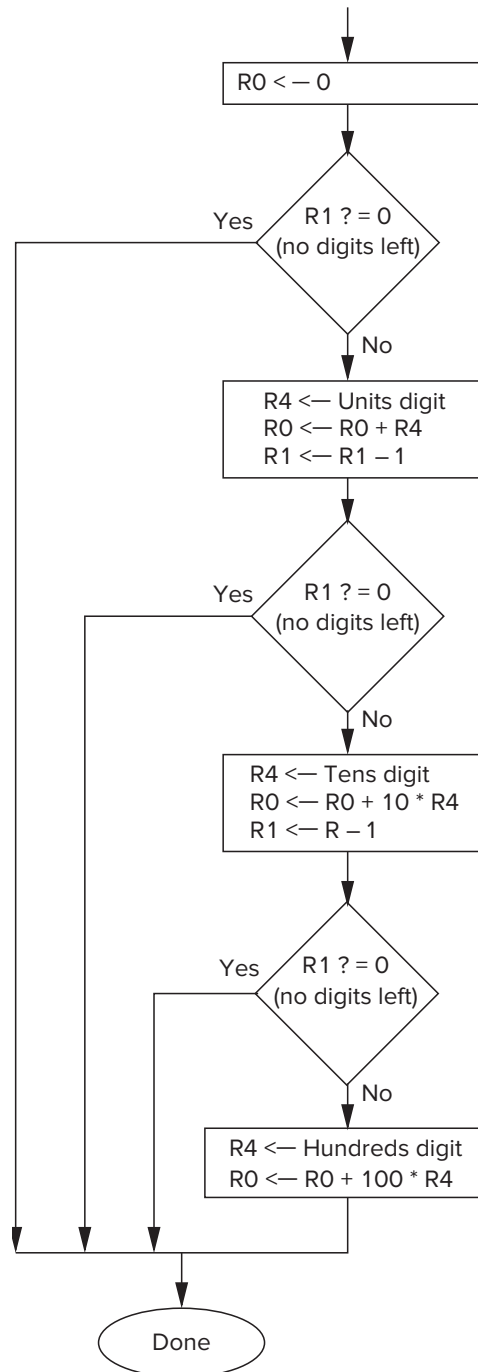 R0 <— 0
Yes
R1 ? = 0
(no digits left)
No
R4 <— Units digit
R0 <— R0 + R4
R1 <— R1 – 1
Yes
R1 ? = 0
(no digits left)
No
R4 <— Tens digit
R0 <— R0 + 10 * R4
R1 <— R – 1
Yes
R1 ? = 0
(no digits left)
No
R4 <— Hundreds digit
R0 <— R0 + 100 * R4
Done